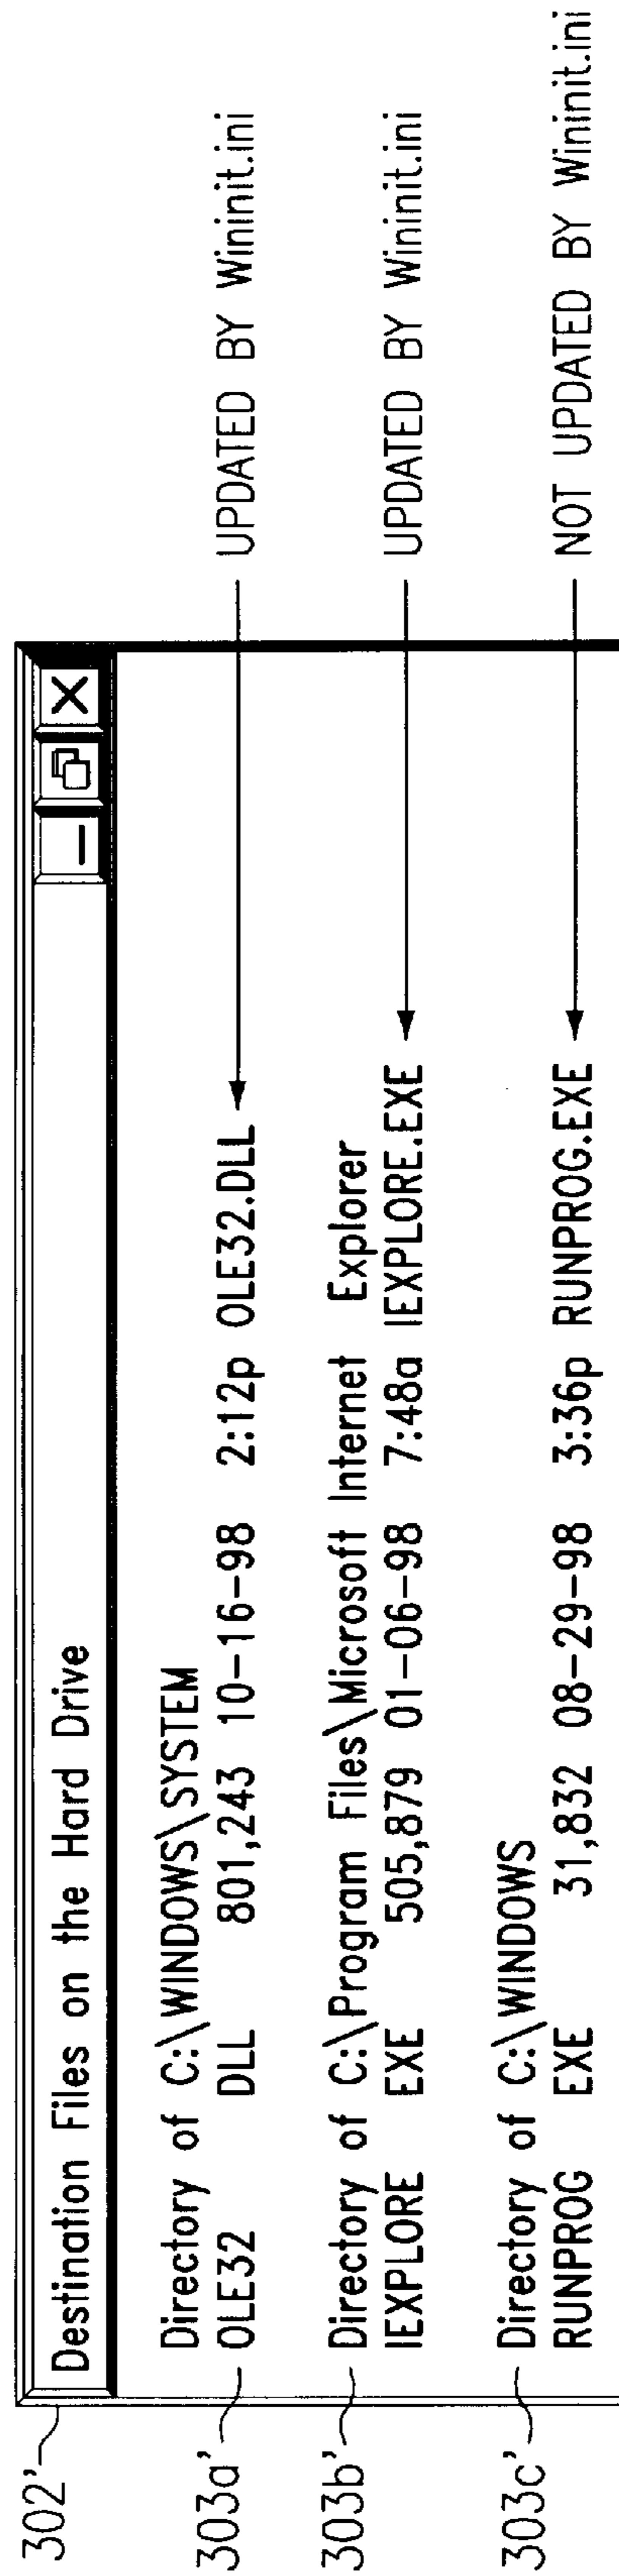 302'
Destination Files on the Hard Drive
303a'
Directory of C:\WINDOWS\SYSTEM
OLE32 DLL 801,243 10-16-98 2:12p OLE32.DLL UPDATED BY Wininit.ini
303b'
Directory of C:\Program Files\Microsoft Internet Explorer
IEXPLORE EXE 505,879 01-06-98 7:48a IEXPLORE.EXE UPDATED BY Wininit.ini
303c'
Directory of C:\WINDOWS
RUNPROG EXE 31,832 08-29-98 3:36p RUNPROG.EXE NOT UPDATED BY Wininit.ini